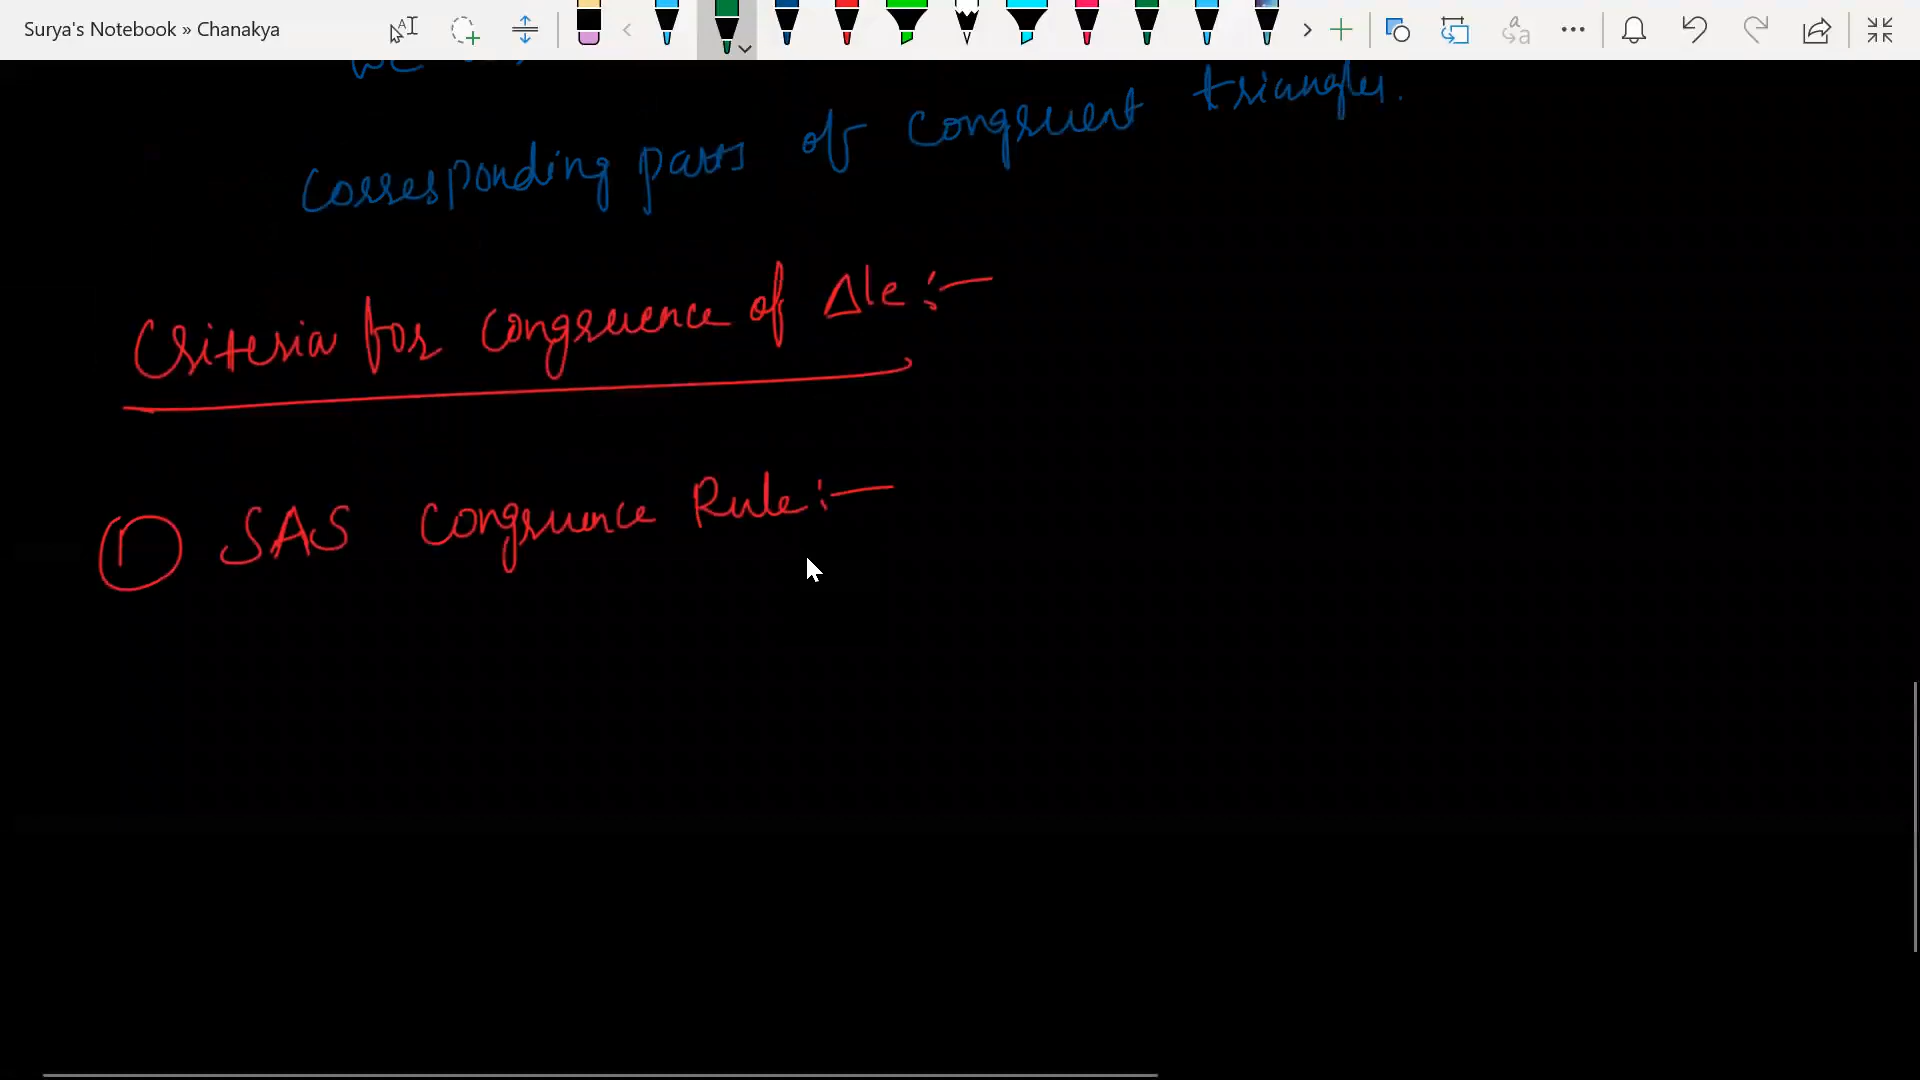 Surya's Notebook » Chanakya
corresponding parts of congruent triangles.
Criteria for congruence of Δle :-
① SAS Congruence Rule :-